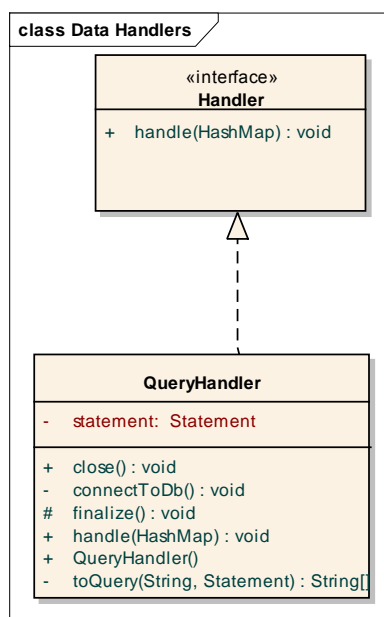 class Data Handlers
«interface»
Handler
+ handle(HashMap) : void
QueryHandler
- statement: Statement
+ close() : void
- connectToDb() : void
# finalize() : void
+ handle(HashMap) : void
+ QueryHandler()
- toQuery(String, Statement) : String[]